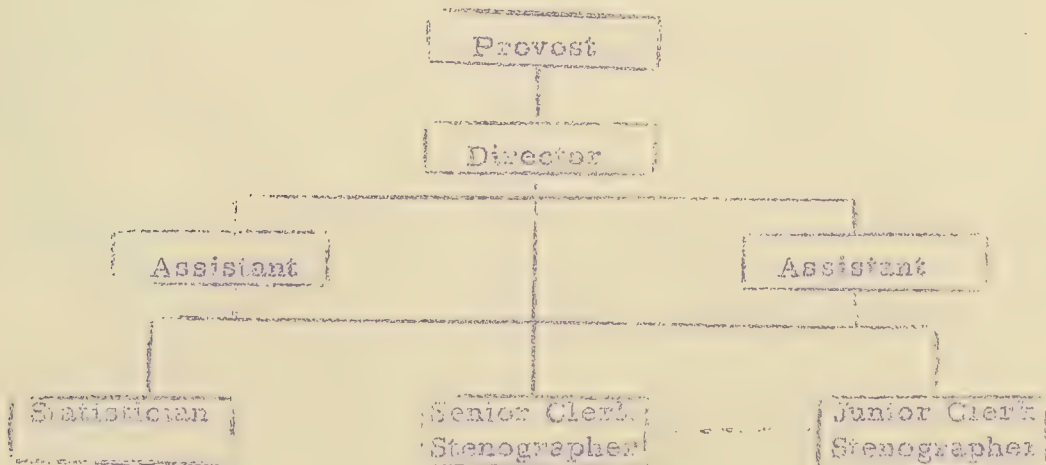 Provost
Director
Assistant
Assistant
Statistician
Senior Clerk
Stenographer
Junior Clerk
Stenographer